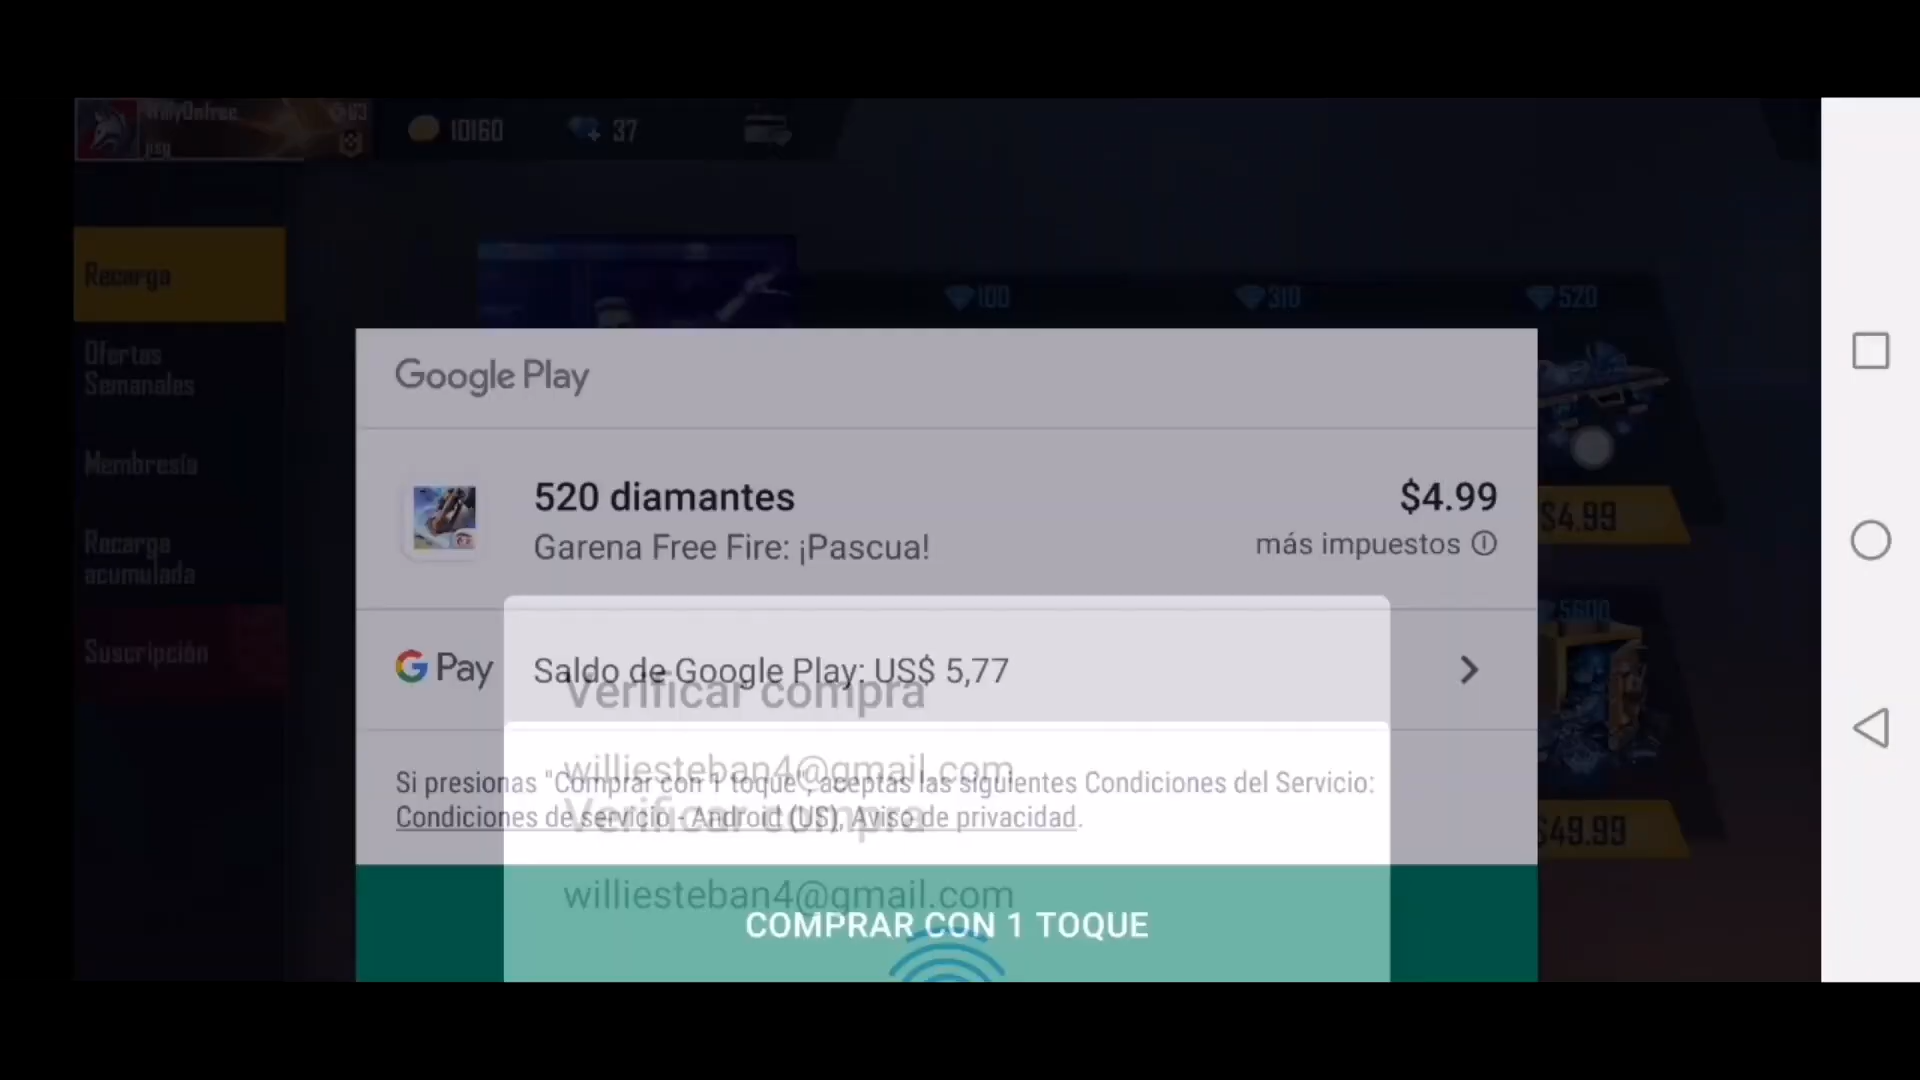 WillyOnfree
10160
37
Recarga
Ofertas
Semanales
Membresía
Recarga
acumulada
Suscripción
100
310
520
$4.99
5600
$49.99
Google Play
520 diamantes
$4.99
Garena Free Fire: ¡Pascua!
más impuestos
G Pay
Saldo de Google Play: US$ 5,77
Verificar compra
williesteban4@gmail.com
Si presionas "Comprar con 1 toque", aceptas las siguientes Condiciones del Servicio:
Condiciones de servicio - Android (US), Aviso de privacidad.
Verificar compra
williesteban4@gmail.com
COMPRAR CON 1 TOQUE